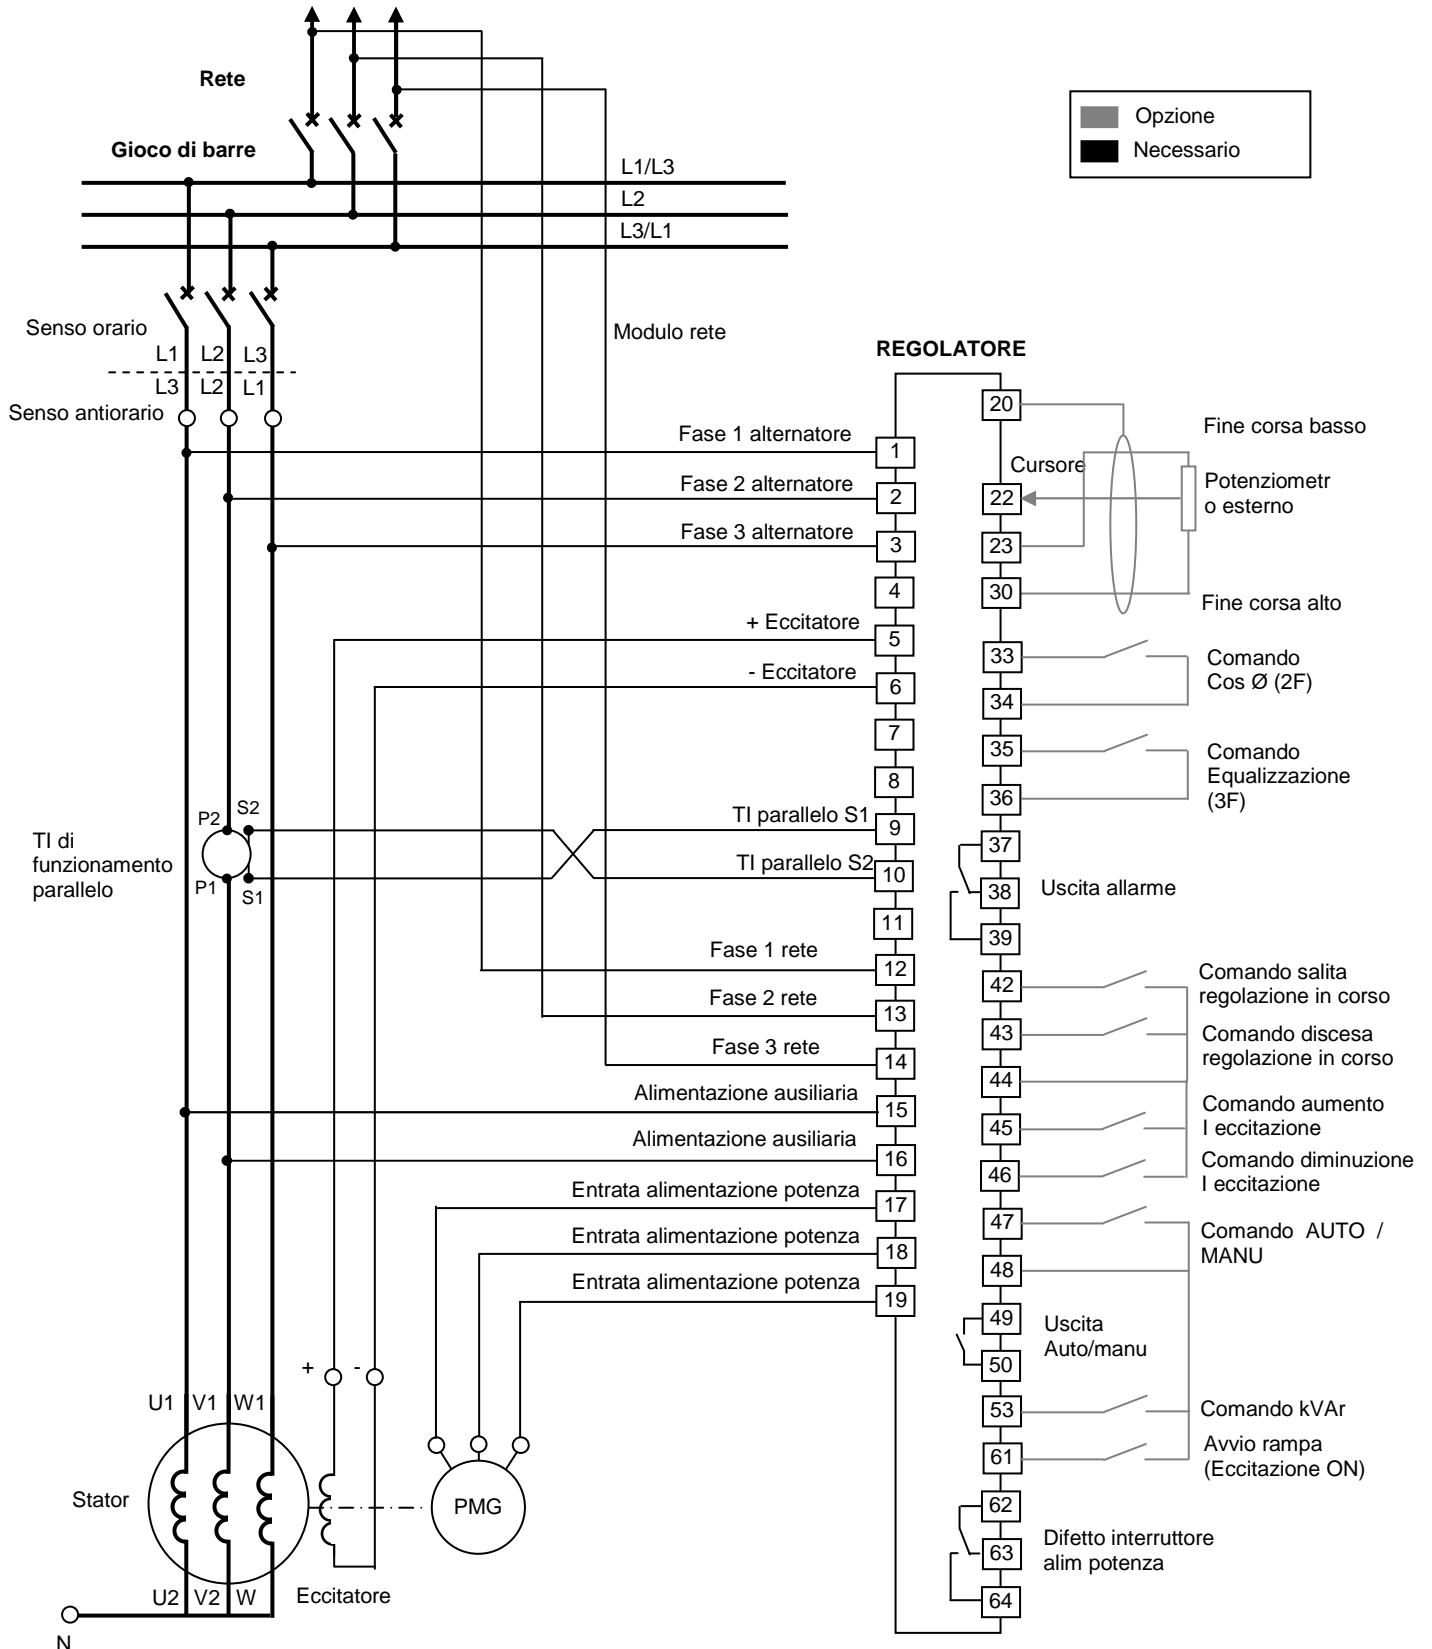 Rete
Opzione
Necessario
Gioco di barre
L1/L3
L2
L3/L1
Senso orario
Modulo rete
REGOLATORE
L1 L2 L3
L3 L2 L1
Senso antiorario
Fase 1 alternatore
1
Fase 2 alternatore
2
Fase 3 alternatore
3
4
+ Eccitatore
5
- Eccitatore
6
7
8
TI parallelo S1
9
TI parallelo S2
10
11
Fase 1 rete
12
Fase 2 rete
13
Fase 3 rete
14
Alimentazione ausiliaria
15
Alimentazione ausiliaria
16
Entrata alimentazione potenza
17
Entrata alimentazione potenza
18
Entrata alimentazione potenza
19
20
Fine corsa basso
Cursore
22
Potenziometr
o esterno
23
30
Fine corsa alto
33
Comando
Cos Ø (2F)
34
35
Comando
Equalizzazione
(3F)
36
37
38
Uscita allarme
39
42
Comando salita
regolazione in corso
43
Comando discesa
regolazione in corso
44
Comando aumento
I eccitazione
45
Comando diminuzione
I eccitazione
46
47
Comando AUTO /
MANU
48
49
Uscita
Auto/manu
50
53
Comando kVAr
Avvio rampa
(Eccitazione ON)
61
62
Difetto interruttore
alim potenza
63
64
TI di
funzionamento
parallelo
P2
S2
P1
S1
+ -
U1 V1 W1
Stator
PMG
U2 V2 W
Eccitatore
N